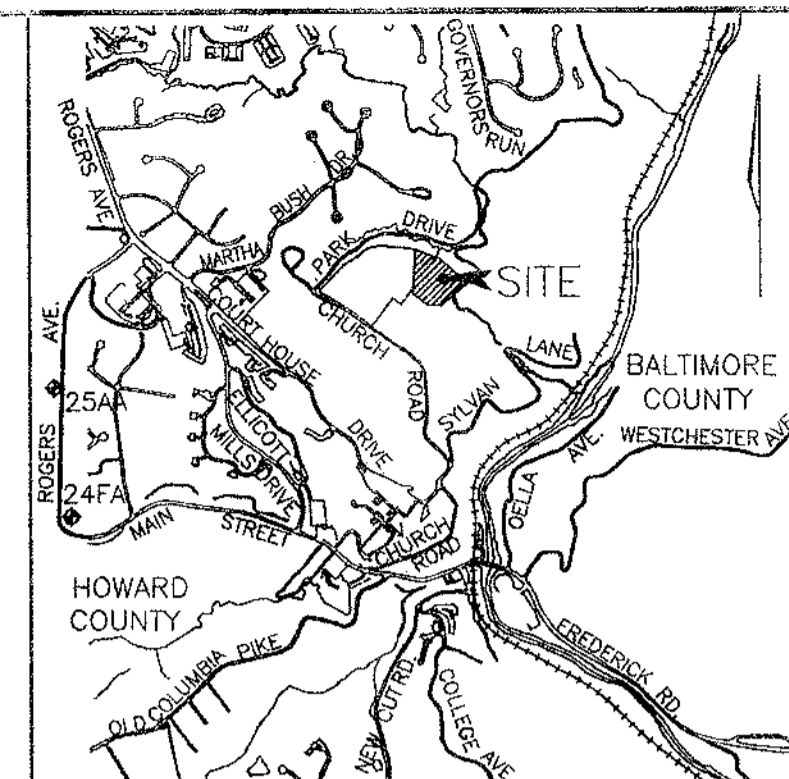 GOVERNORS
RUN
ROGERS AVE
BUSH DR
MARTHA
PARK DRIVE
SITE
CHURCH
ROAD
COURT HOUSE
DRIVE
ROGERS AVE.
25AA
24FA
ELLICOTT
MILLS DRIVE
SYLVAN LANE
BALTIMORE
COUNTY
WESTCHESTER AVE
OELLA AVE.
MAIN STREET
CHURCH
ROAD
HOWARD
COUNTY
OLD COLUMBIA PIKE
FREDERICK RD.
NEW CUT RD.
COLLEGE AVE